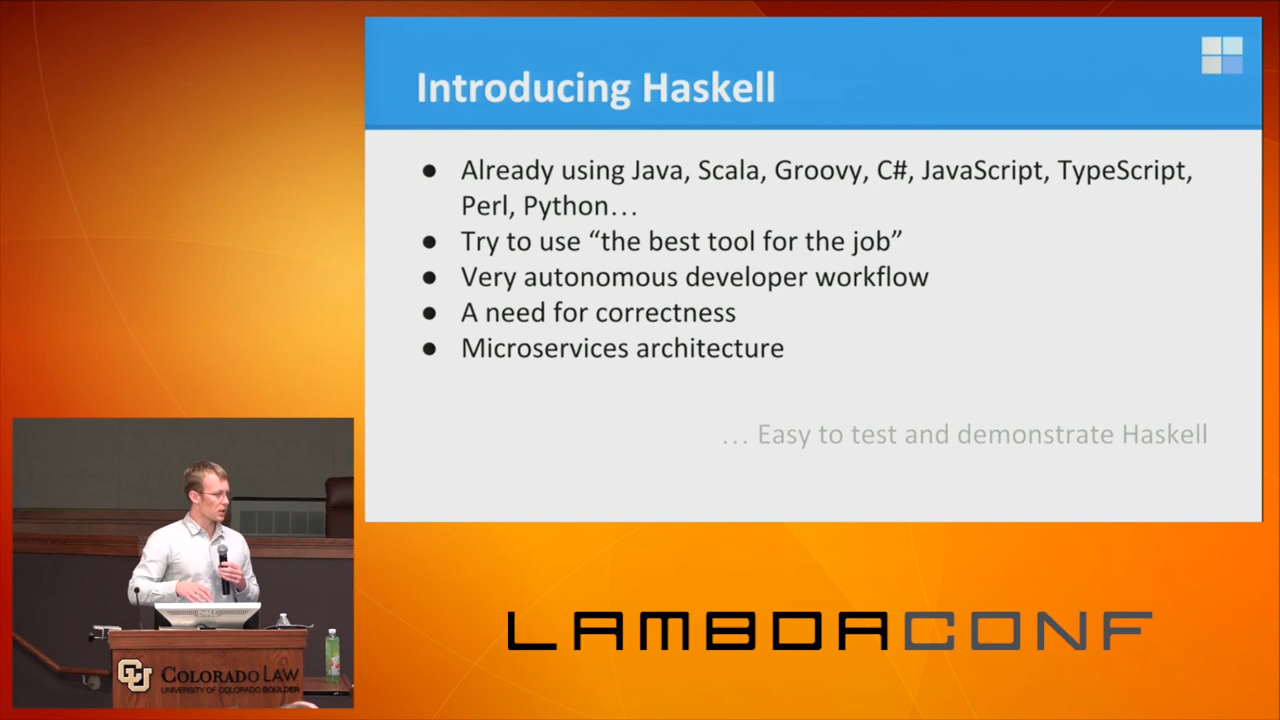 Introducing Haskell
● Already using Java, Scala, Groovy, C#, JavaScript, TypeScript,
Perl, Python…
● Try to use “the best tool for the job”
● Very autonomous developer workflow
● A need for correctness
● Microservices architecture
… Easy to test and demonstrate Haskell
LAMBDACONF
CU
COLORADO LAW
UNIVERSITY OF COLORADO BOULDER